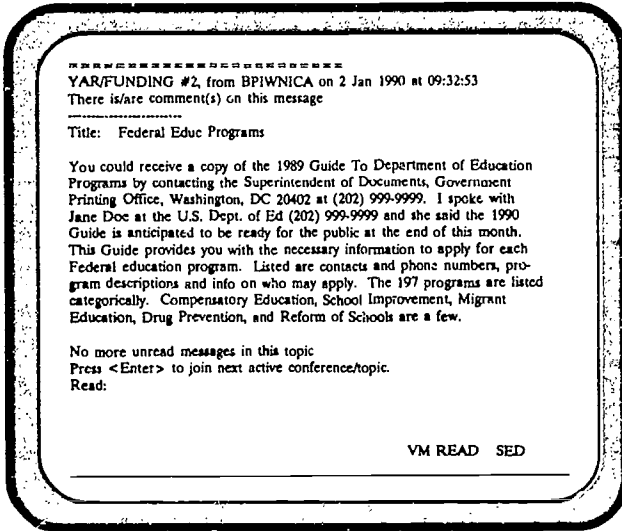 YAR/FUNDING #2, from BPIWNICA on 2 Jan 1990 at 09:32:53
There is/are comment(s) on this message
------------------------
Title: Federal Educ Programs
You could receive a copy of the 1989 Guide To Department of Education
Programs by contacting the Superintendent of Documents, Government
Printing Office, Washington, DC 20402 at (202) 999-9999. I spoke with
Jane Doe at the U.S. Dept. of Ed (202) 999-9999 and she said the 1990
Guide is anticipated to be ready for the public at the end of this month.
This Guide provides you with the necessary information to apply for each
Federal education program. Listed are contacts and phone numbers, pro-
gram descriptions and info on who may apply. The 197 programs are listed
categorically. Compensatory Education, School Improvement, Migrant
Education, Drug Prevention, and Reform of Schools are a few.
No more unread messages in this topic
Press <Enter> to join next active conference/topic.
Read:
VM READ SED